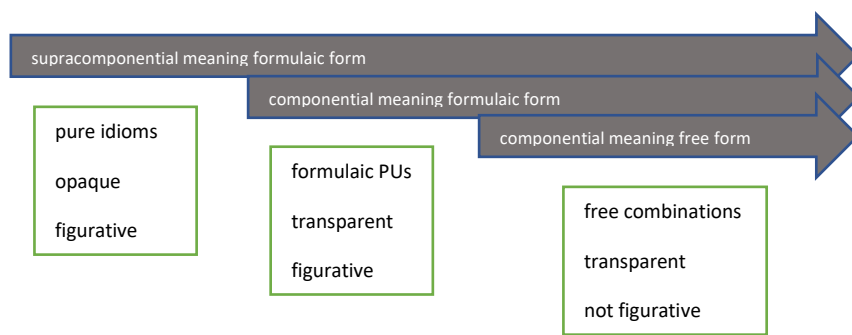 supracomponential meaning formulaic form
componential meaning formulaic form
componential meaning free form
pure idioms
opaque
figurative
formulaic PUs
transparent
figurative
free combinations
transparent
not figurative